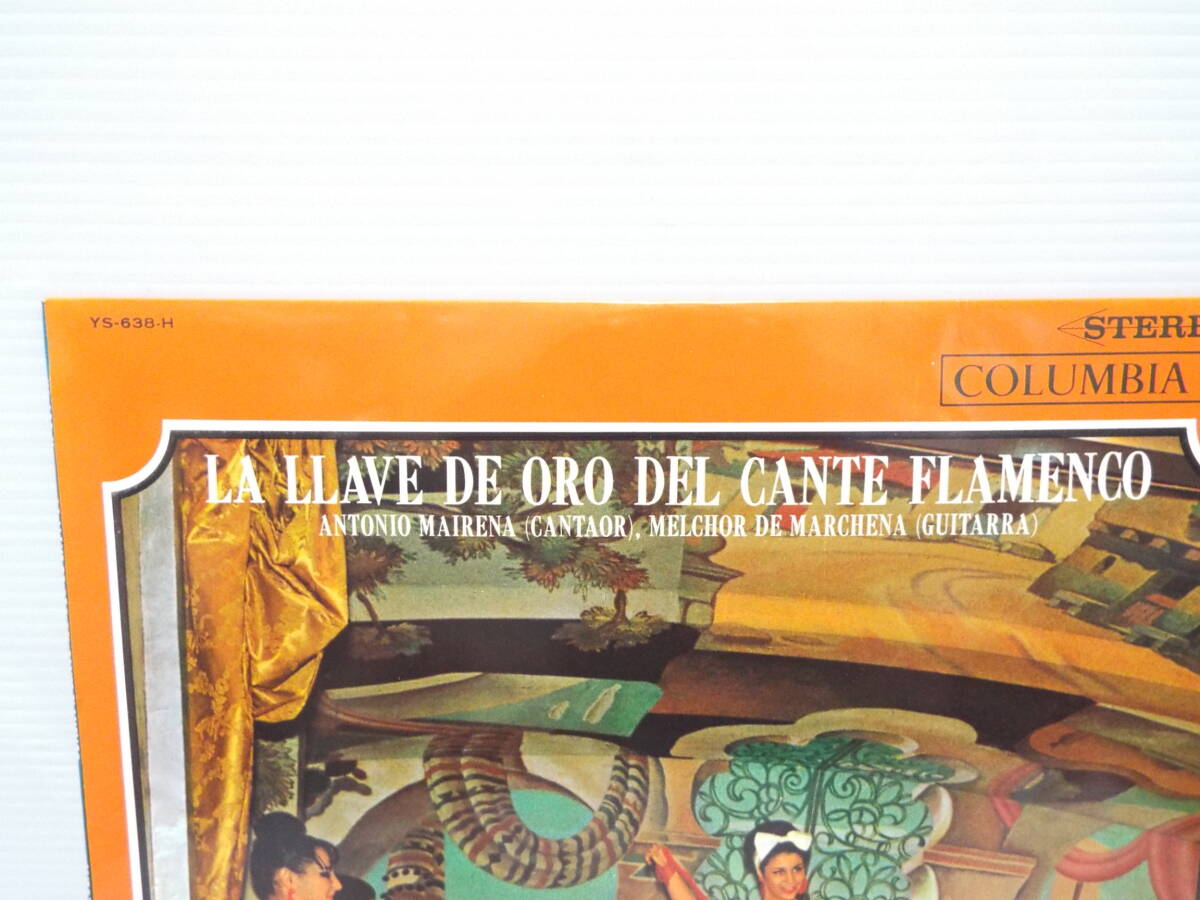 YS-638-H
STERE
COLUMBIA
LA LLAVE DE ORO DEL CANTE FLAMENCO
ANTONIO MAIRENA (CANTAOR), MELCHOR DE MARCHENA (GUITARRA)